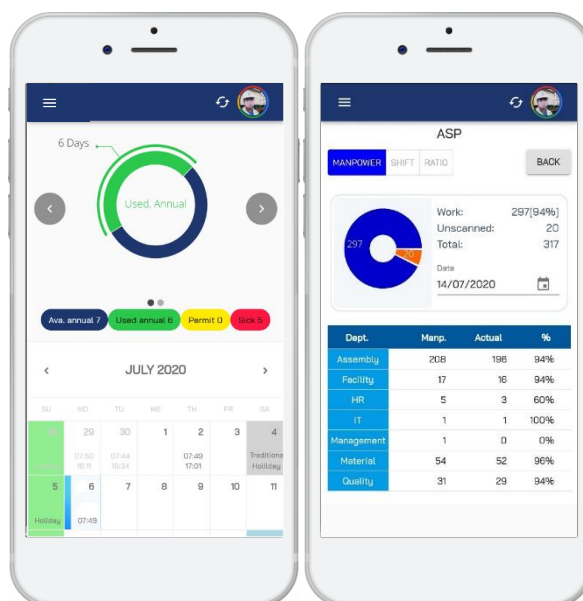 6 Days
Used. Annual
Ava. annual 7 Used annual 6 Permit 0 Sick 5
JULY 2020
SU MO TU WE TH FR SA
29 30 1 2 3 4
07:50 07:44 07:49 Traditiona
18:11 18:34 17:01 Holiday
5 6 7 8 9 10 11
Holiday 07:49
ASP
MANPOWER SHIFT RATIO BACK
297
20
Work: 297[94%]
Unscanned: 20
Total: 317
Date
14/07/2020
Dept. Manp. Actual %
Assembly 208 196 94%
Facility 17 16 94%
HR 5 3 60%
IT 1 1 100%
Management 1 0 0%
Material 54 52 96%
Quality 31 29 94%